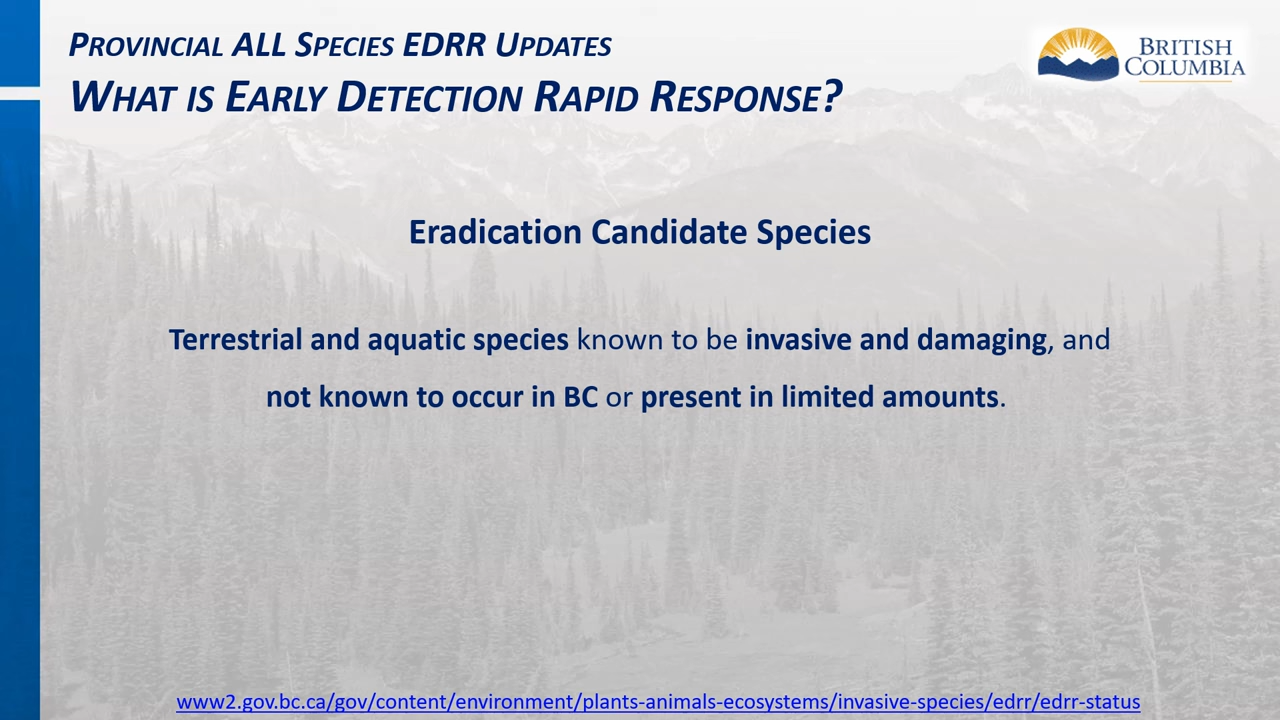 PROVINCIAL ALL SPECIES EDRR UPDATES
WHAT IS EARLY DETECTION RAPID RESPONSE?
BRITISH
COLUMBIA
Eradication Candidate Species
Terrestrial and aquatic species known to be invasive and damaging, and
not known to occur in BC or present in limited amounts.
www2.gov.bc.ca/gov/content/environment/plants-animals-ecosystems/invasive-species/edrr/edrr-status